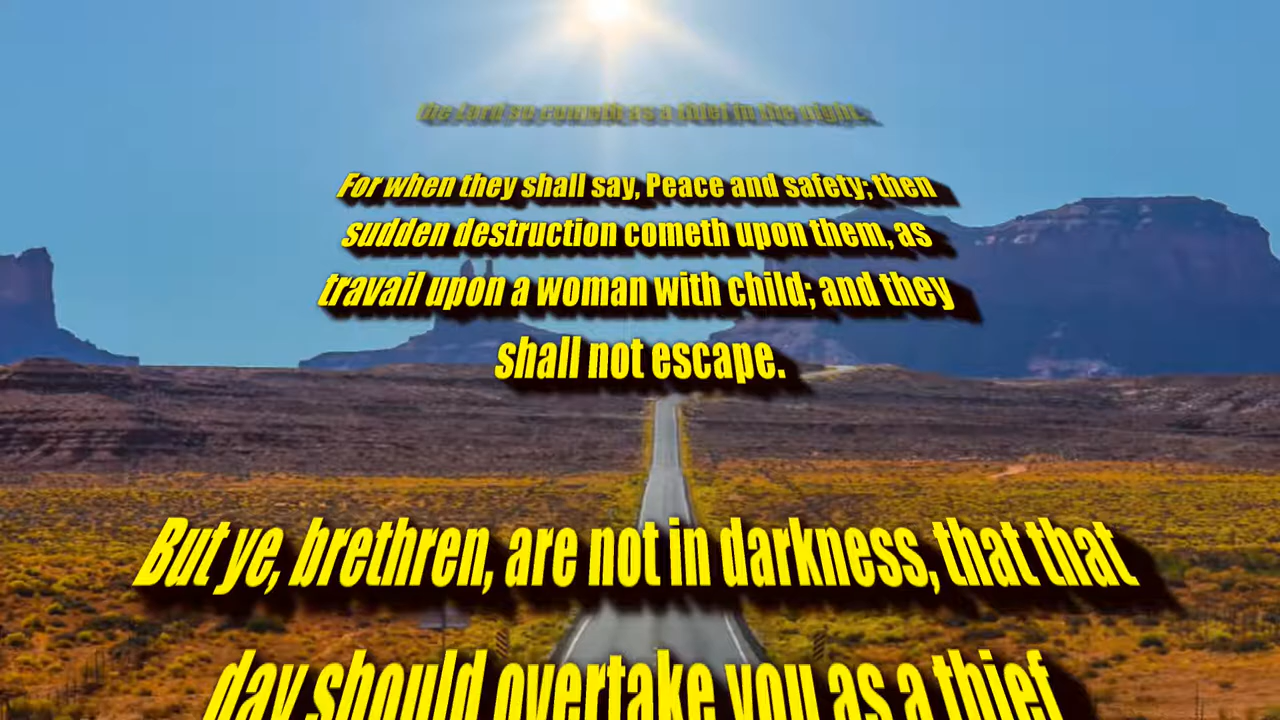 the Lord so cometh as a thief in the night.
For when they shall say, Peace and safety; then
sudden destruction cometh upon them, as
travail upon a woman with child; and they
shall not escape.
But ye, brethren, are not in darkness, that that
day should overtake you as a thief